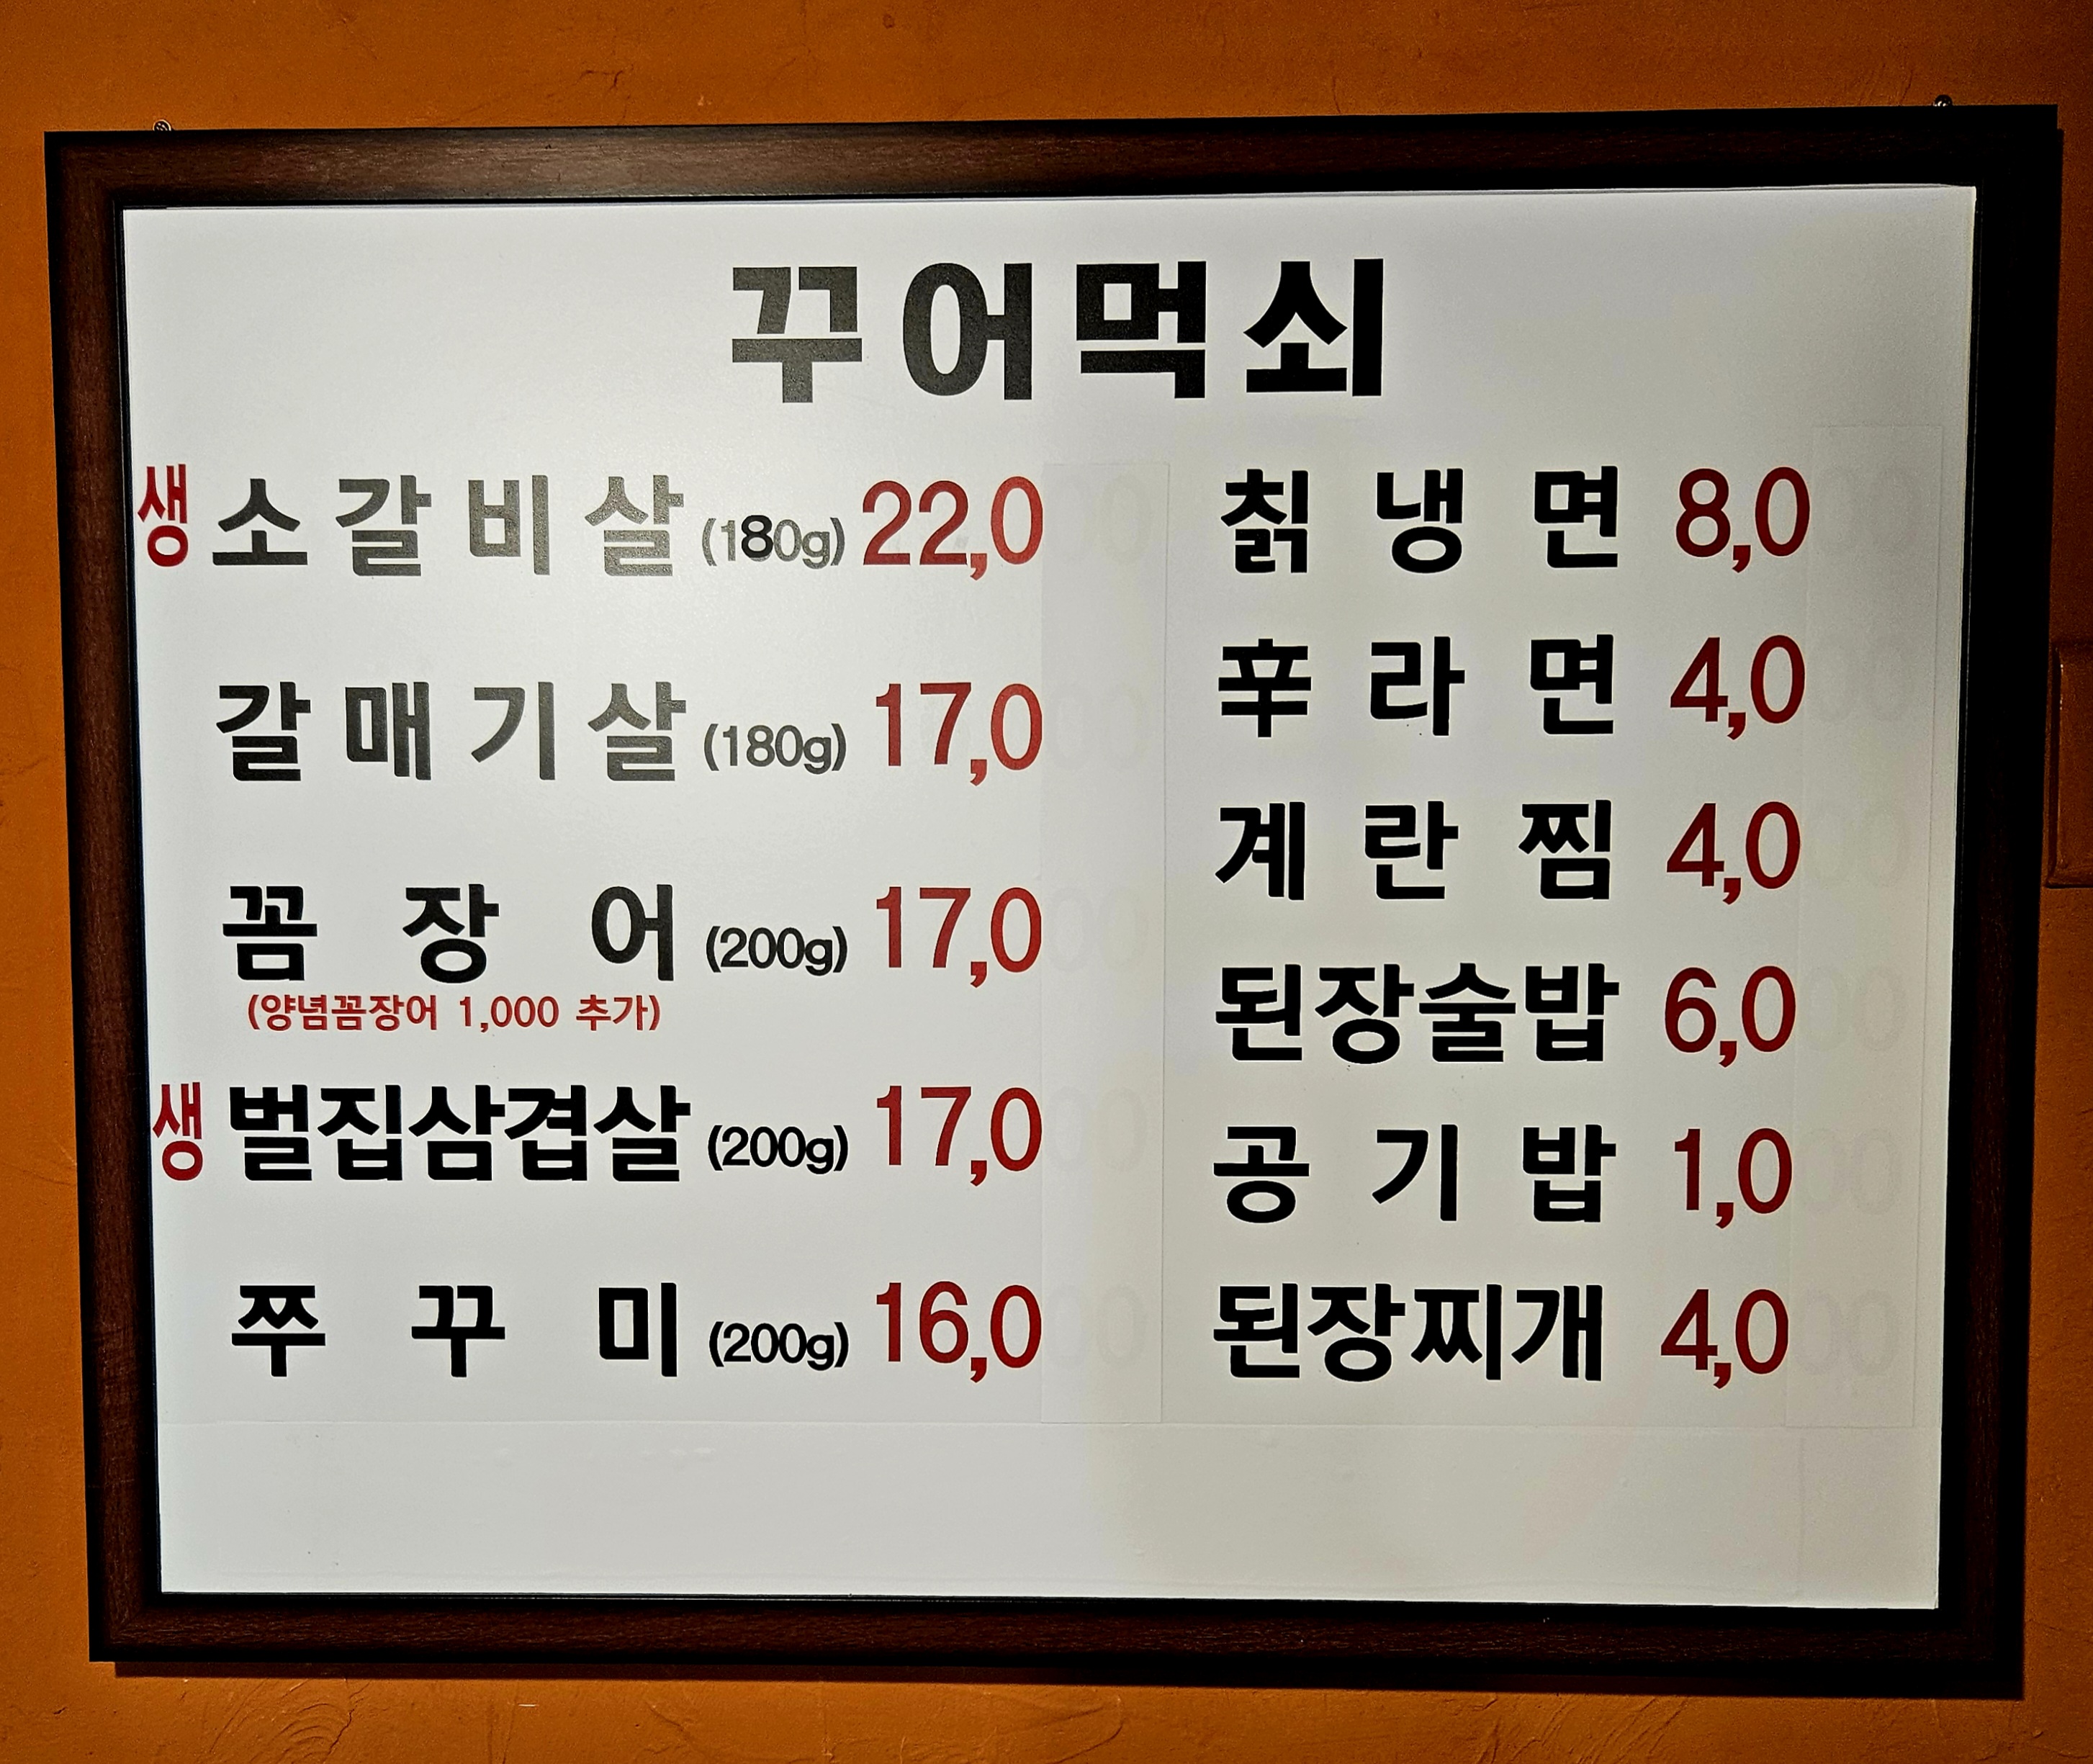 꾸어먹쇠
생 소갈비살 (180g) 22,0
갈매기살 (180g) 17,0
꼼장어 (200g) 17,0
(양념꼼장어 1,000 추가)
생 벌집삼겹살 (200g) 17,0
쭈꾸미 (200g) 16,0
칡냉면 8,0
辛라면 4,0
계란찜 4,0
된장술밥 6,0
공기밥 1,0
된장찌개 4,0